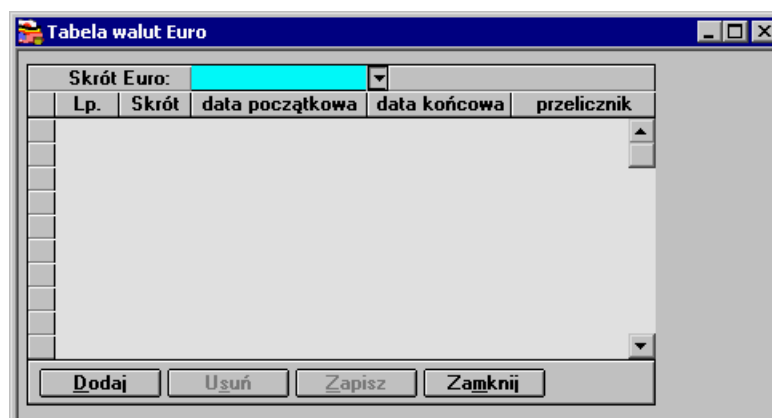 Tabela walut Euro
Skrót Euro:
Lp. Skrót data początkowa data końcowa przelicznik
Dodaj Usuń Zapisz Zamknij